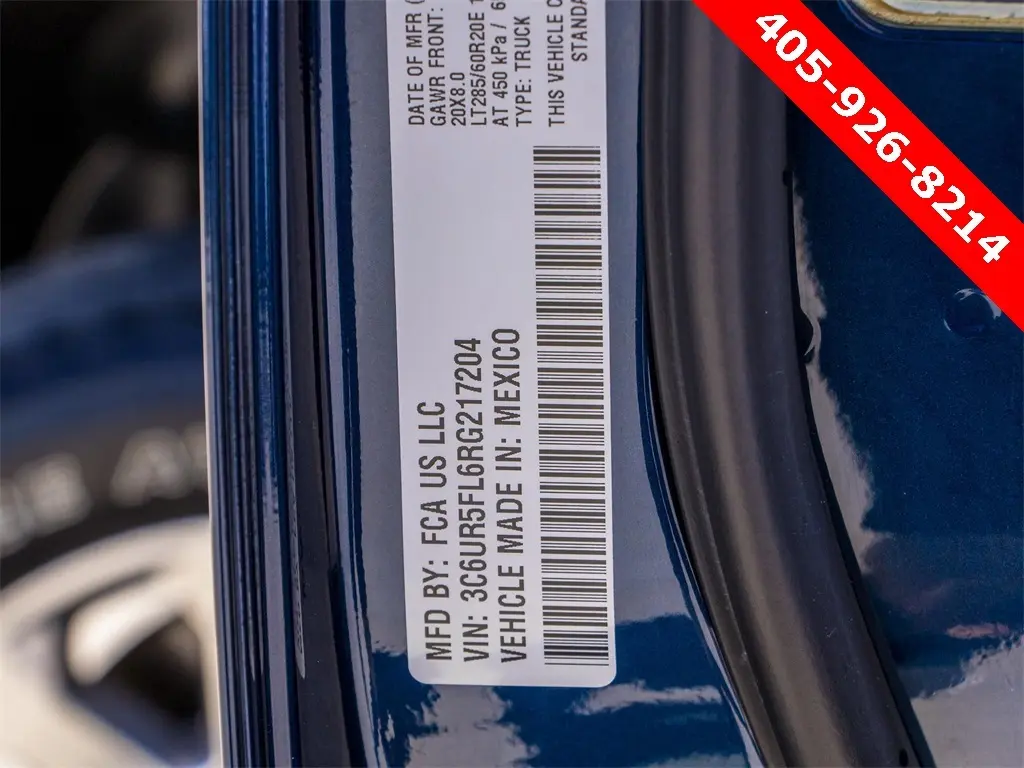 DATE OF MFR
GAWR FRONT:
20X8.0
LT285/60R20E
AT 450 kPa /
TYPE: TRUCK
THIS VEHICLE
MFD BY: FCA US LLC
VIN: 3C6UR5FL6RG217204
VEHICLE MADE IN: MEXICO
405-926-8214